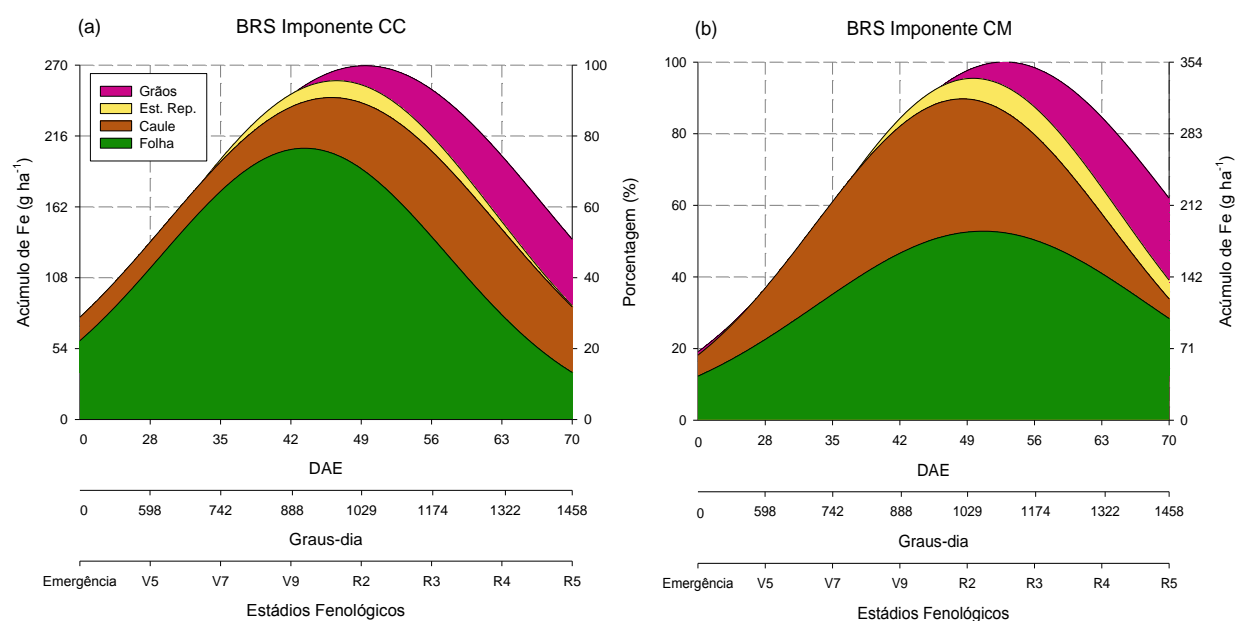 (a)
BRS Imponente CC
270
216
162
108
54
0
Acúmulo de Fe (g ha-1)
Grãos
Est. Rep.
Caule
Folha
100
80
60
40
20
0
0 28 35 42 49 56 63 70
DAE
0 598 742 888 1029 1174 1322 1458
Graus-dia
Emergência V5 V7 V9 R2 R3 R4 R5
Estádios Fenológicos
(b)
BRS Imponente CM
100
80
60
40
20
0
Porcentagem (%)
354
283
212
142
71
0
Acúmulo de Fe (g ha-1)
0 28 35 42 49 56 63 70
DAE
0 598 742 888 1029 1174 1322 1458
Graus-dia
Emergência V5 V7 V9 R2 R3 R4 R5
Estádios Fenológicos